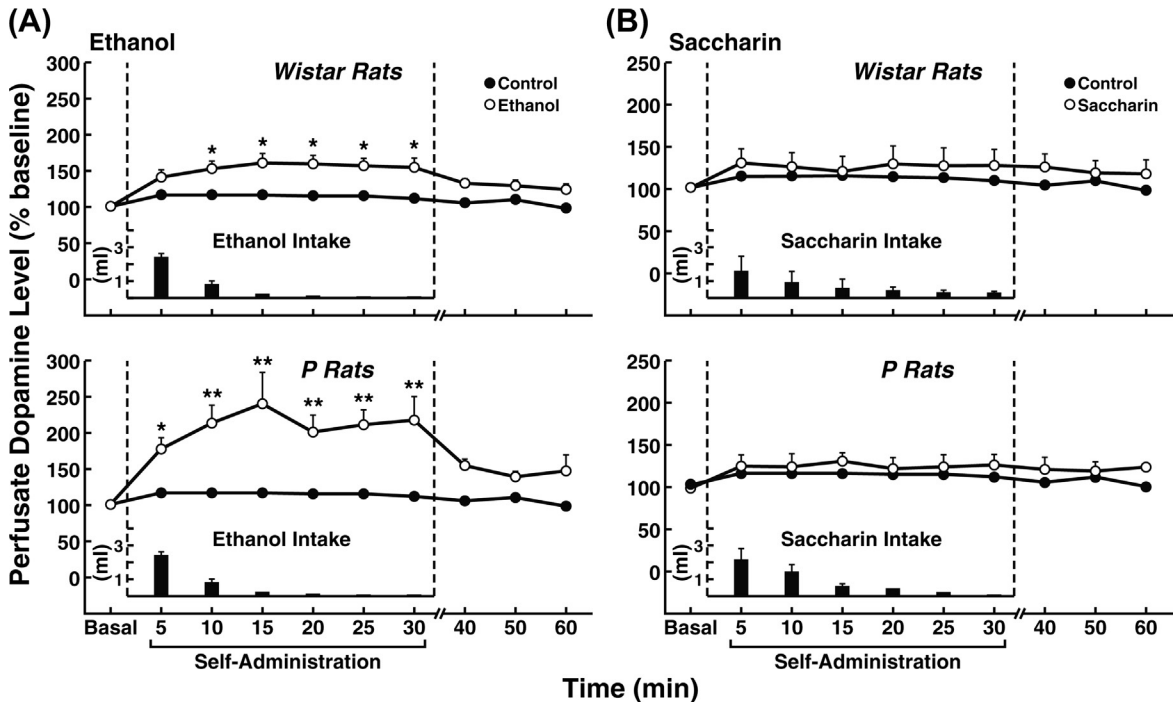 (A)
Ethanol
Perfusate Dopamine Level (% baseline)
300
250
200
150
100
50
0
Wistar Rats
Control
Ethanol
* * * * *
Ethanol Intake
(ml)
3
1
300
250
200
150
100
50
0
P Rats
* ** ** ** ** **
Ethanol Intake
(ml)
3
1
Basal 5 10 15 20 25 30 40 50 60
Self-Administration
(B)
Saccharin
250
200
150
100
50
0
Wistar Rats
Control
Saccharin
Saccharin Intake
(ml)
3
1
250
200
150
100
50
0
P Rats
Saccharin Intake
(ml)
3
1
Basal 5 10 15 20 25 30 40 50 60
Self-Administration
Time (min)